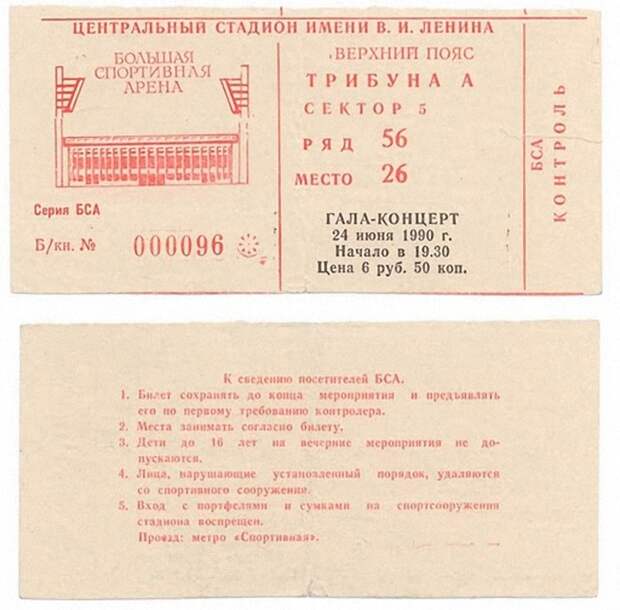 ЦЕНТРАЛЬНЫЙ СТАДИОН ИМЕНИ В. И. ЛЕНИНА
БОЛЬШАЯ
СПОРТИВНАЯ
АРЕНА
Серия БСА
Б/кн. № 000096
ВЕРХНИЙ ПОЯС
ТРИБУНА А
СЕКТОР 5
РЯД 56
МЕСТО 26
ГАЛА-КОНЦЕРТ
24 июня 1990 г.
Начало в 19.30
Цена 6 руб. 50 коп.
БСА
КОНТРОЛЬ
К сведению посетителей БСА.
1. Билет сохранять до конца мероприятия и предъявлять
его по первому требованию контролера.
2. Места занимать согласно билету.
3. Дети до 16 лет на вечерние мероприятия не до-
пускаются.
4. Лица, нарушающие установленный порядок, удаляются
со спортивного сооружения.
5. Вход с портфелями и сумками на спортсооружения
стадиона воспрещен.
Проезд: метро «Спортивная».